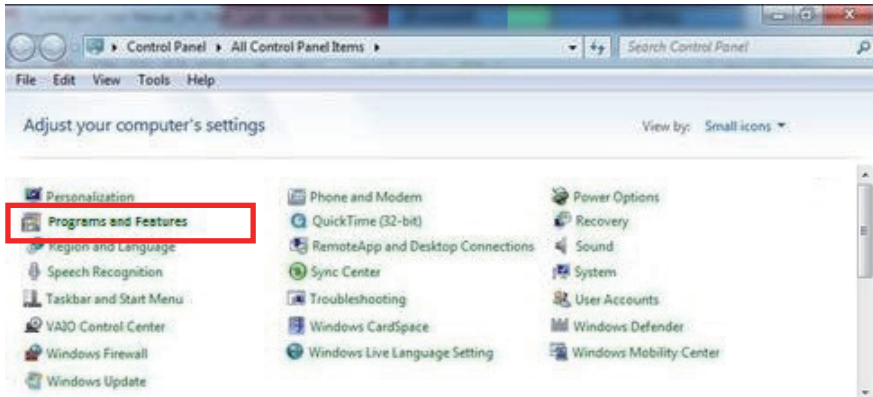 Control Panel ▸ All Control Panel Items ▸ Search Control Panel
File Edit View Tools Help
Adjust your computer's settings View by: Small icons
Personalization Phone and Modem Power Options
Programs and Features QuickTime (32-bit) Recovery
Region and Language RemoteApp and Desktop Connections Sound
Speech Recognition Sync Center System
Taskbar and Start Menu Troubleshooting User Accounts
VAIO Control Center Windows CardSpace Windows Defender
Windows Firewall Windows Live Language Setting Windows Mobility Center
Windows Update